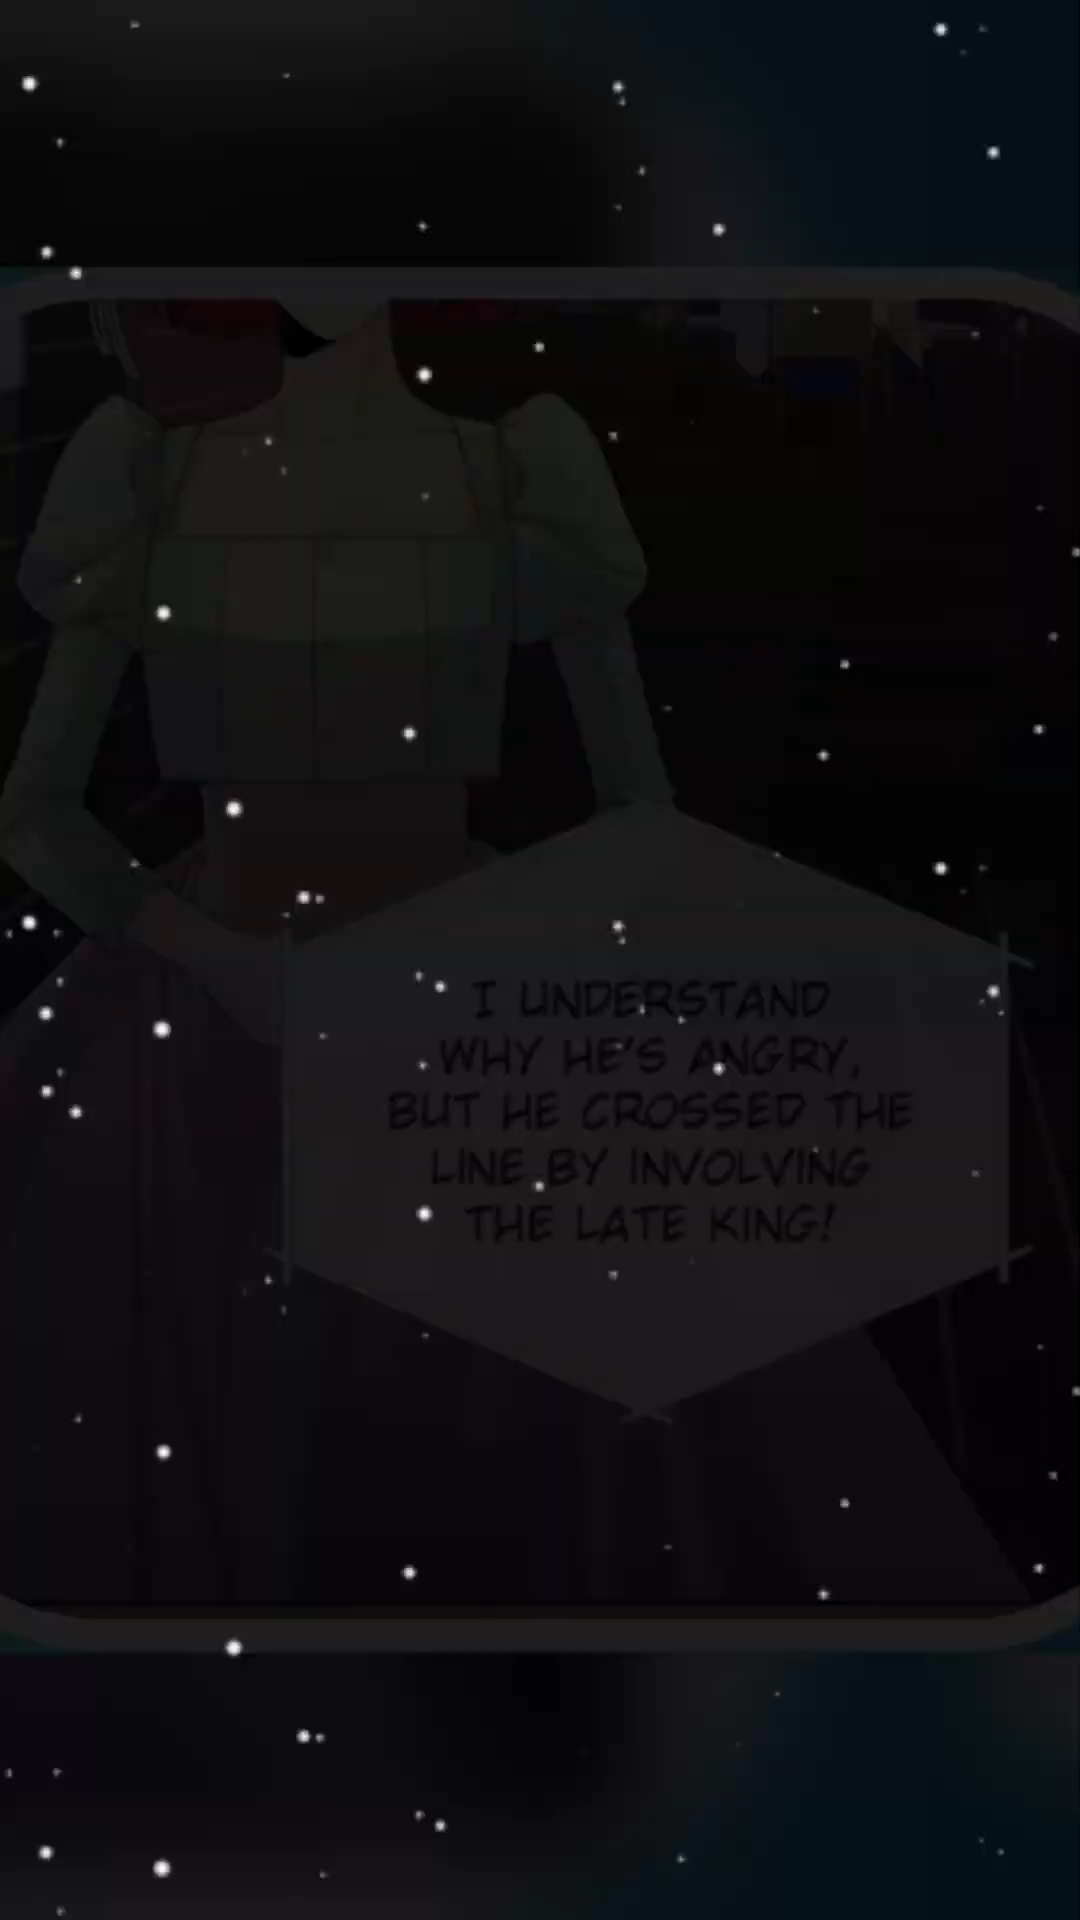 I UNDERSTAND
WHY HE'S ANGRY,
BUT HE CROSSED THE
LINE BY INVOLVING
THE LATE KING!